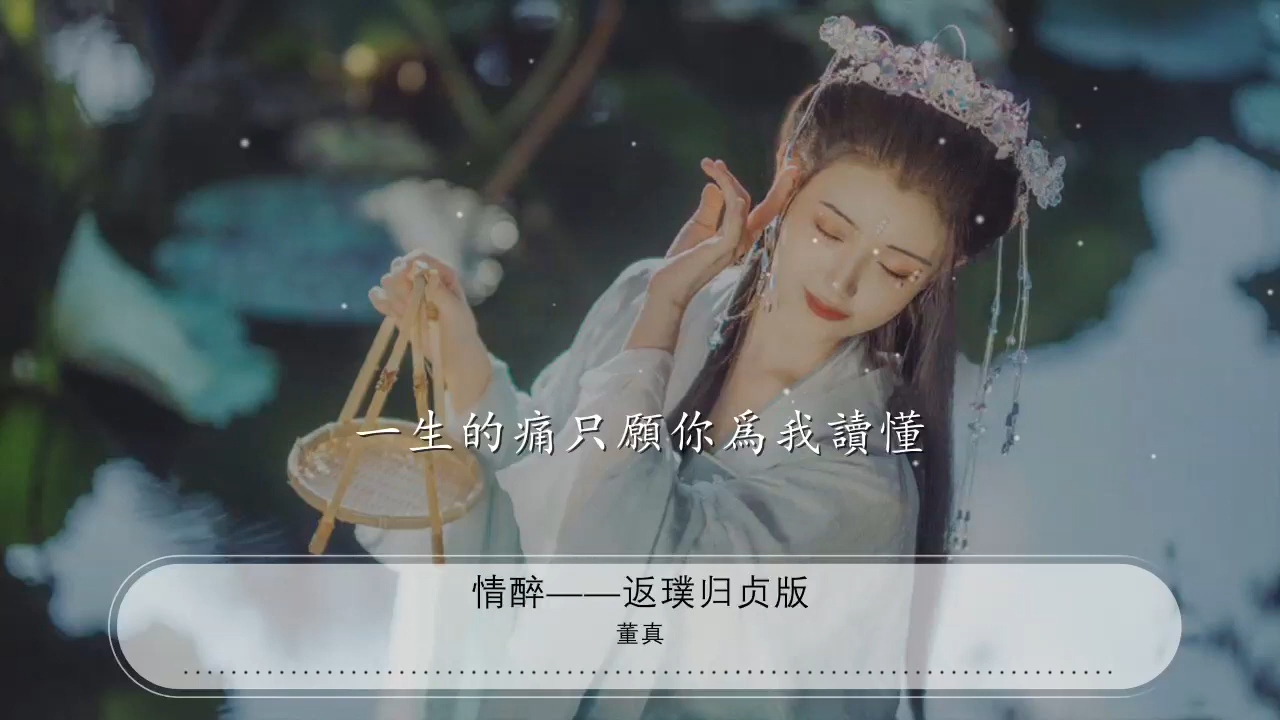 一生的痛只願你爲我讀懂
情醉——返璞归贞版
董真